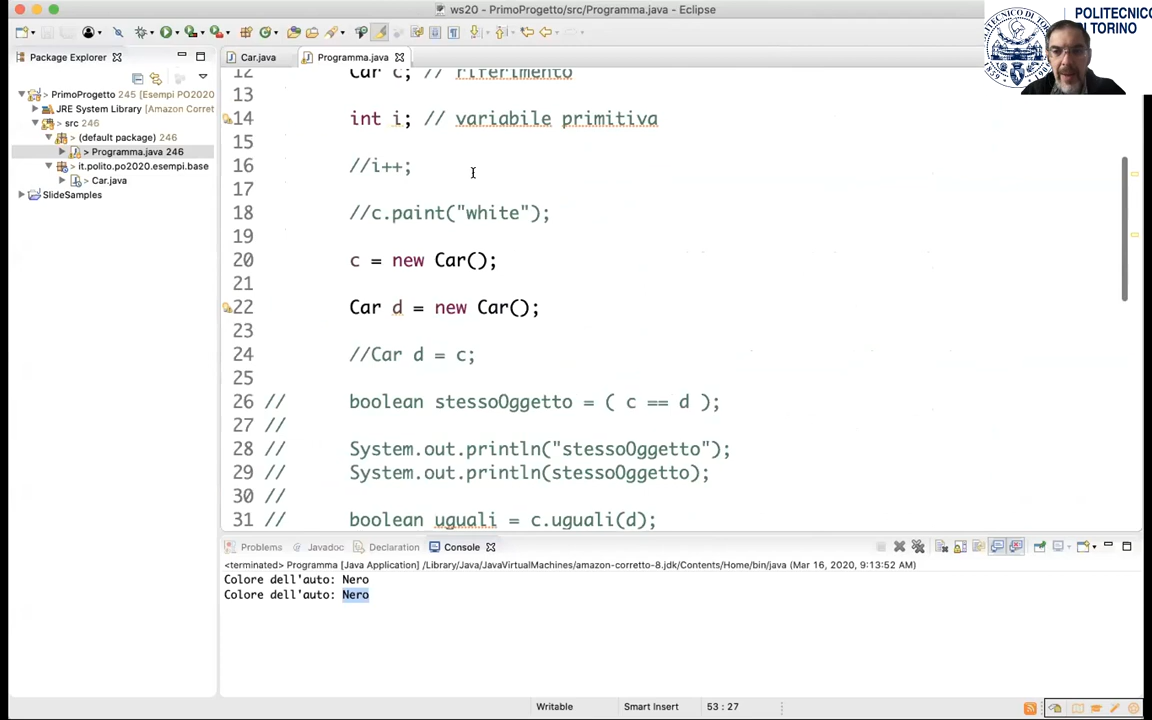 ws20 - PrimoProgetto/src/Programma.java - Eclipse
POLITECNICO
DI TORINO
Package Explorer
Car.java
Programma.java
PrimoProgetto 245 [Esempi PO2020
JRE System Library [Amazon Corret
src 246
(default package) 246
> Programma.java 246
it.polito.po2020.esempi.base
Car.java
SlideSamples
12 Car c; // riferimento
13
14 int i; // variabile primitiva
15
16 //i++;
17
18 //c.paint("white");
19
20 c = new Car();
21
22 Car d = new Car();
23
24 //Car d = c;
25
26 // boolean stessoOggetto = ( c == d );
27 //
28 // System.out.println("stessoOggetto");
29 // System.out.println(stessoOggetto);
30 //
31 // boolean uguali = c.uguali(d);
Problems @ Javadoc Declaration Console
<terminated> Programma [Java Application] /Library/Java/JavaVirtualMachines/amazon-corretto-8.jdk/Contents/Home/bin/java (Mar 16, 2020, 9:13:52 AM)
Colore dell'auto: Nero
Colore dell'auto: Nero
Writable Smart Insert 53 : 27